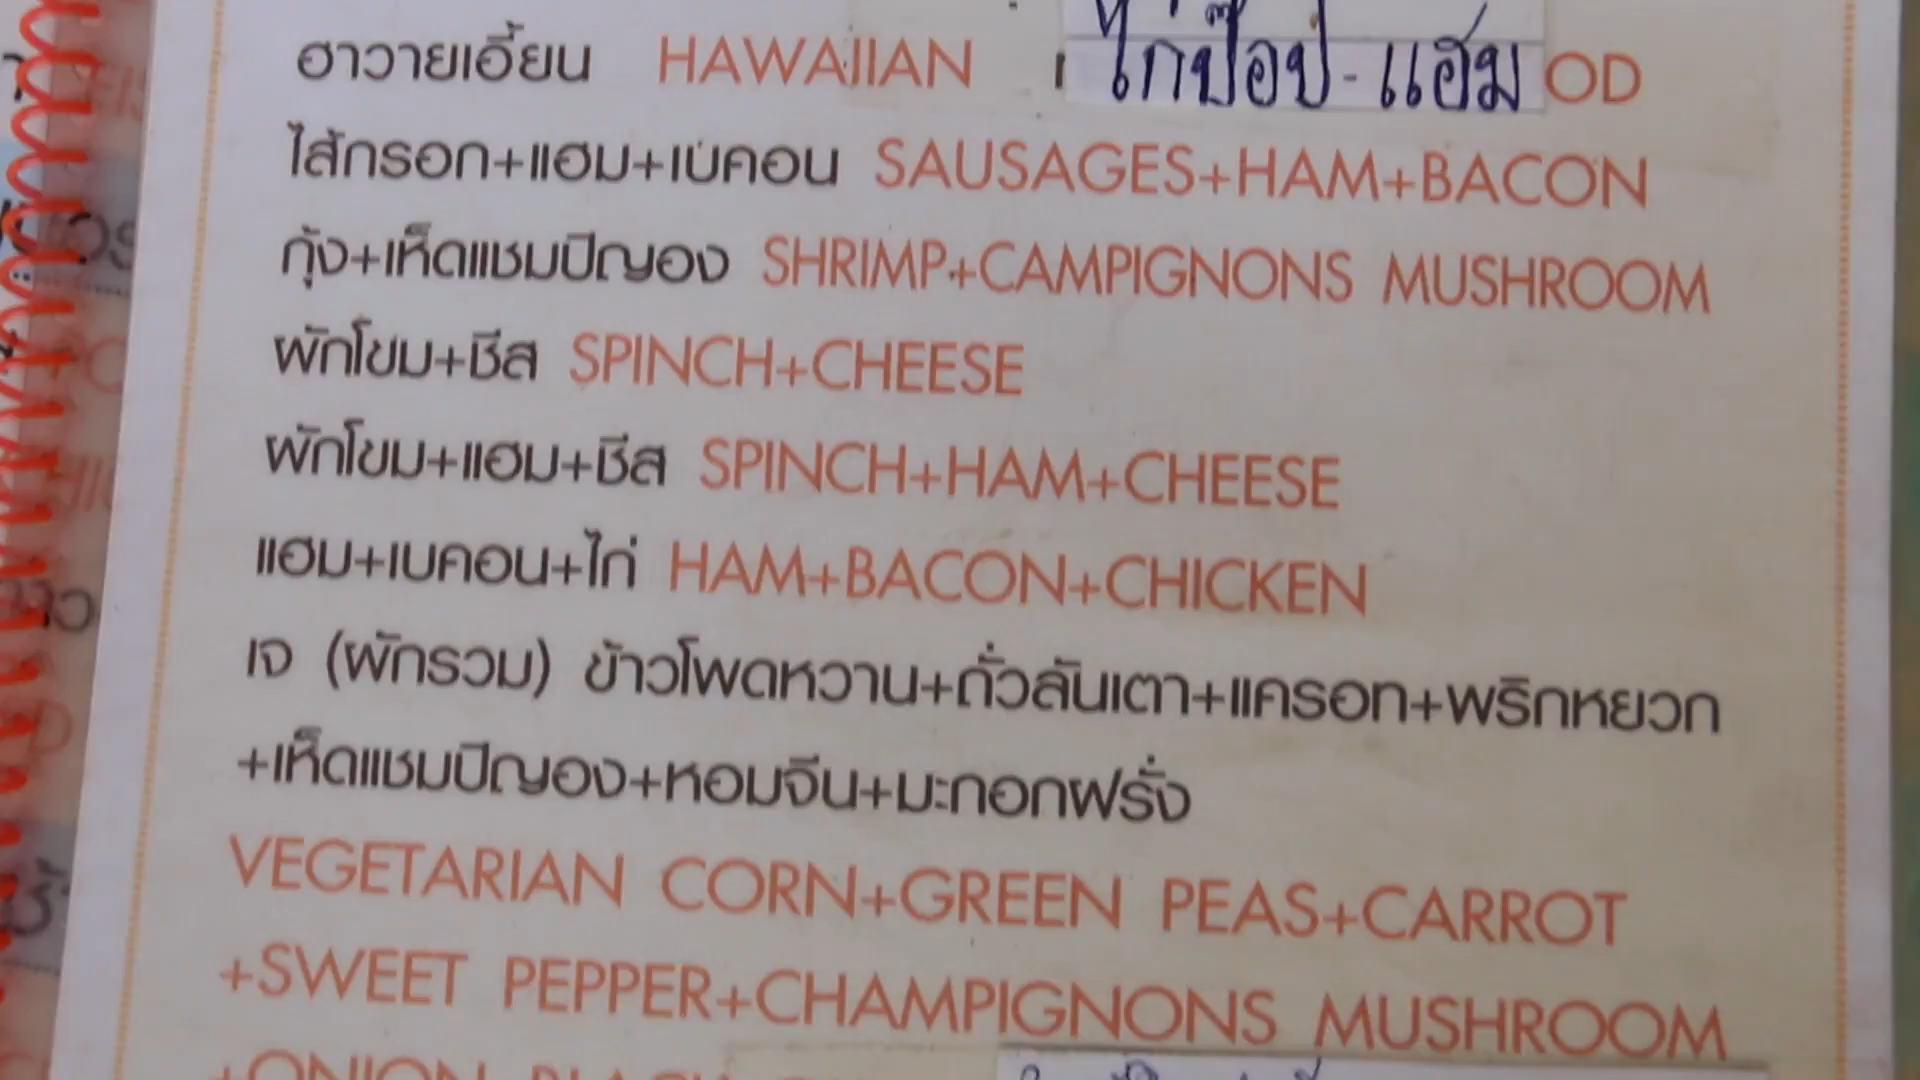 ฮาวายเอี้ยน HAWAIIAN ไก่ป๊อป-แฮม OD
ไส้กรอก+แฮม+เบคอน SAUSAGES+HAM+BACON
กุ้ง+เห็ดแชมปิญอง SHRIMP+CAMPIGNONS MUSHROOM
ผักโขม+ชีส SPINCH+CHEESE
ผักโขม+แฮม+ชีส SPINCH+HAM+CHEESE
แฮม+เบคอน+ไก่ HAM+BACON+CHICKEN
เจ (ผักรวม) ข้าวโพดหวาน+ถั่วลันเตา+แครอท+พริกหยวก
+เห็ดแชมปิญอง+หอมจีน+มะกอกฝรั่ง
VEGETARIAN CORN+GREEN PEAS+CARROT
+SWEET PEPPER+CHAMPIGNONS MUSHROOM
+ONION BLACK